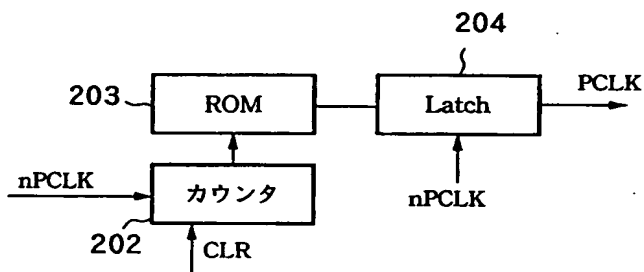 204
PCLK
203
ROM
Latch
nPCLK
カウンタ
nPCLK
202
CLR